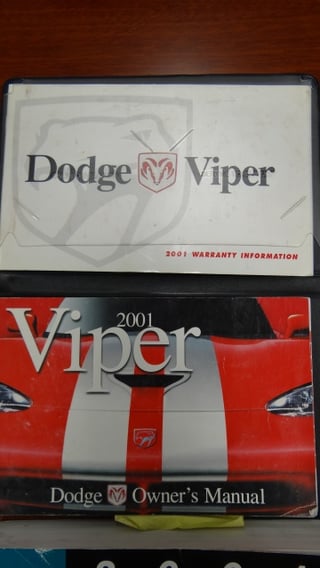 Dodge Viper
2001 WARRANTY INFORMATION
2001
Viper
Dodge Owner's Manual